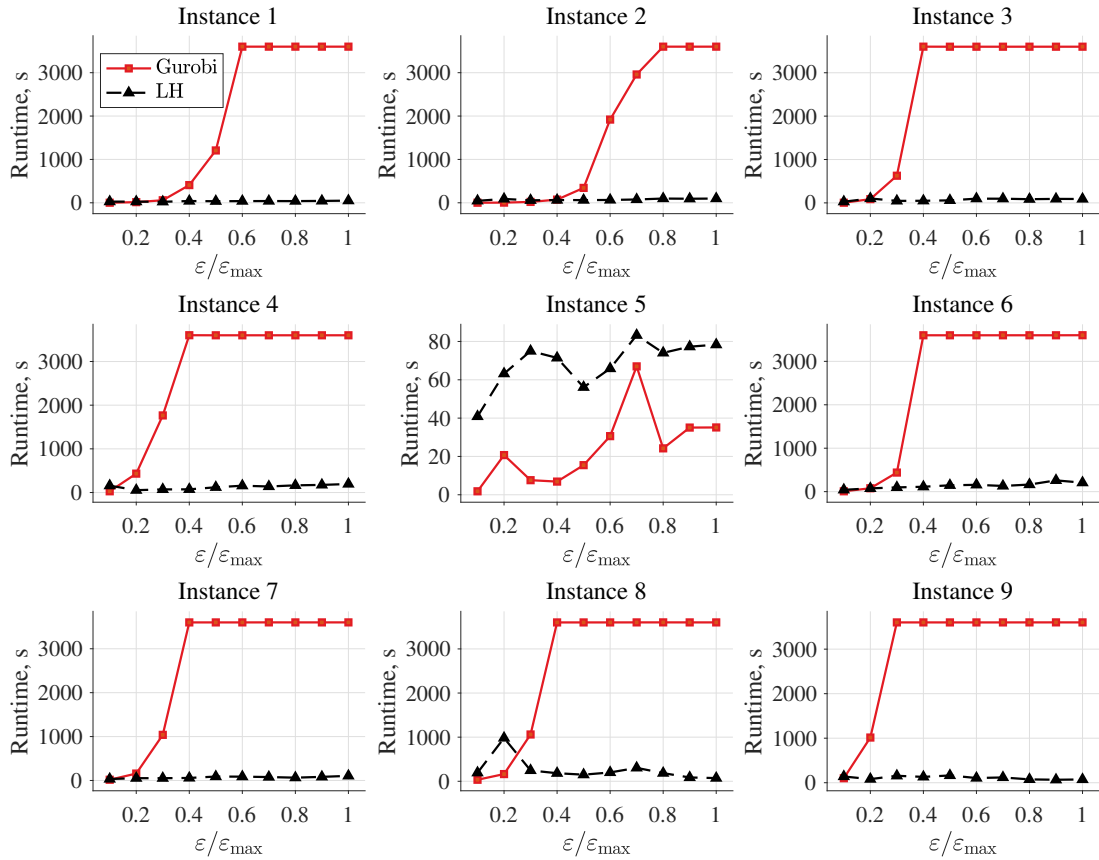 Instance 1
Instance 2
Instance 3
Runtime, s
3000
2000
1000
0
Gurobi
LH
0.2 0.4 0.6 0.8 1
ε/εmax
Runtime, s
3000
2000
1000
0
0.2 0.4 0.6 0.8 1
ε/εmax
Runtime, s
3000
2000
1000
0
0.2 0.4 0.6 0.8 1
ε/εmax
Instance 4
Instance 5
Instance 6
Runtime, s
3000
2000
1000
0
0.2 0.4 0.6 0.8 1
ε/εmax
Runtime, s
80
60
40
20
0
0.2 0.4 0.6 0.8 1
ε/εmax
Runtime, s
3000
2000
1000
0
0.2 0.4 0.6 0.8 1
ε/εmax
Instance 7
Instance 8
Instance 9
Runtime, s
3000
2000
1000
0
0.2 0.4 0.6 0.8 1
ε/εmax
Runtime, s
3000
2000
1000
0
0.2 0.4 0.6 0.8 1
ε/εmax
Runtime, s
3000
2000
1000
0
0.2 0.4 0.6 0.8 1
ε/εmax